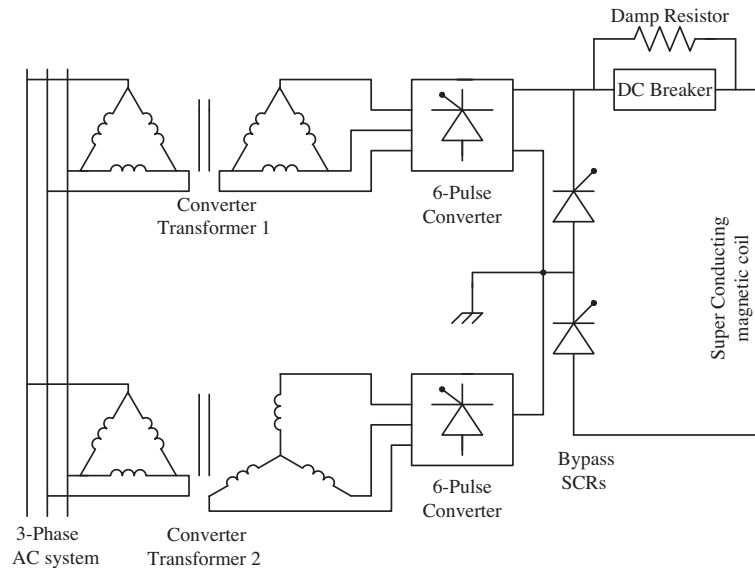 Damp Resistor
DC Breaker
6-Pulse
Converter
Converter
Transformer 1
Super Conducting
magnetic coil
Bypass
SCRs
6-Pulse
Converter
3-Phase
AC system
Converter
Transformer 2